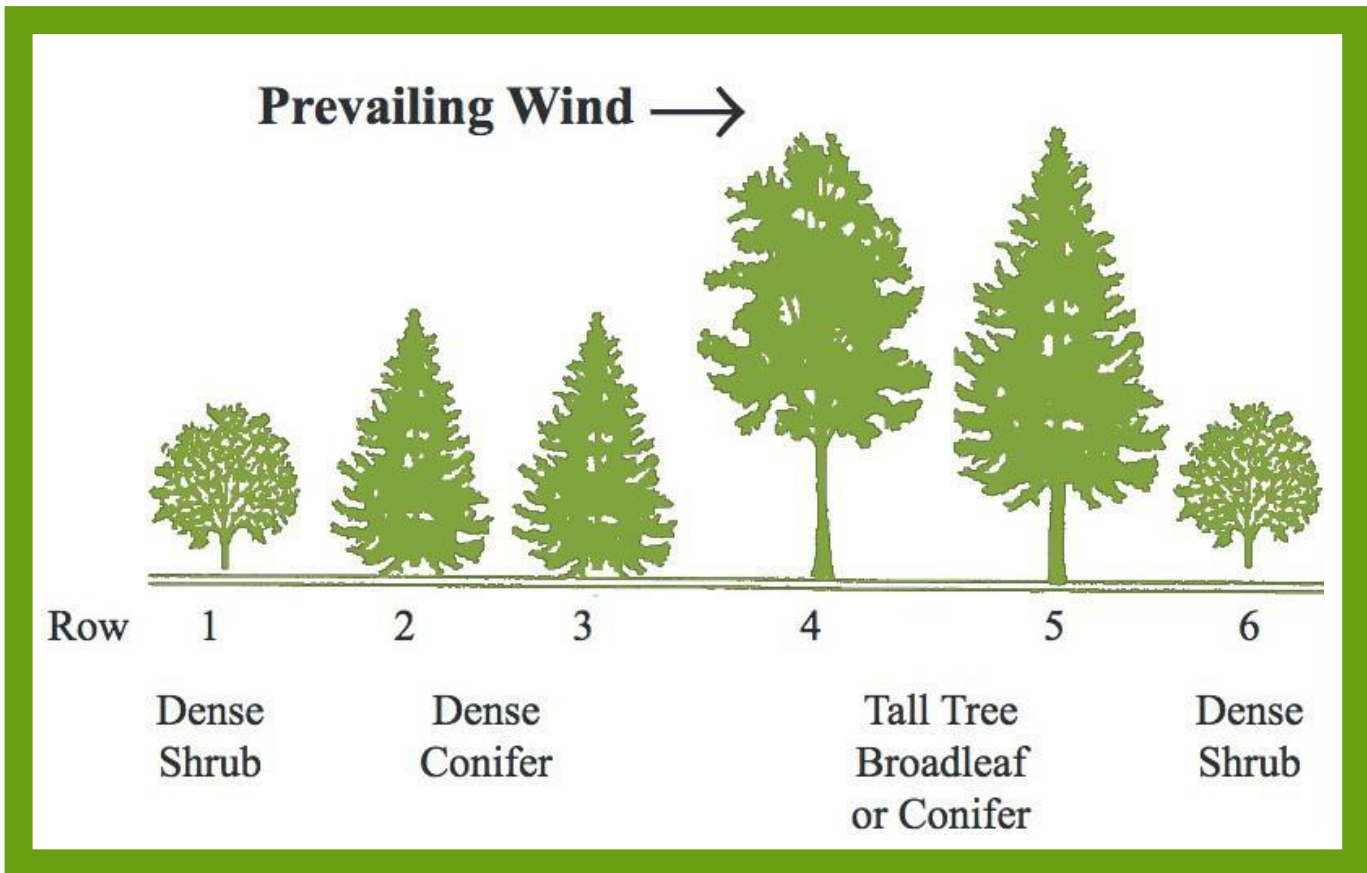 Prevailing Wind →
Row 1 2 3 4 5 6
Dense Dense Tall Tree Dense
Shrub Conifer Broadleaf Shrub
or Conifer